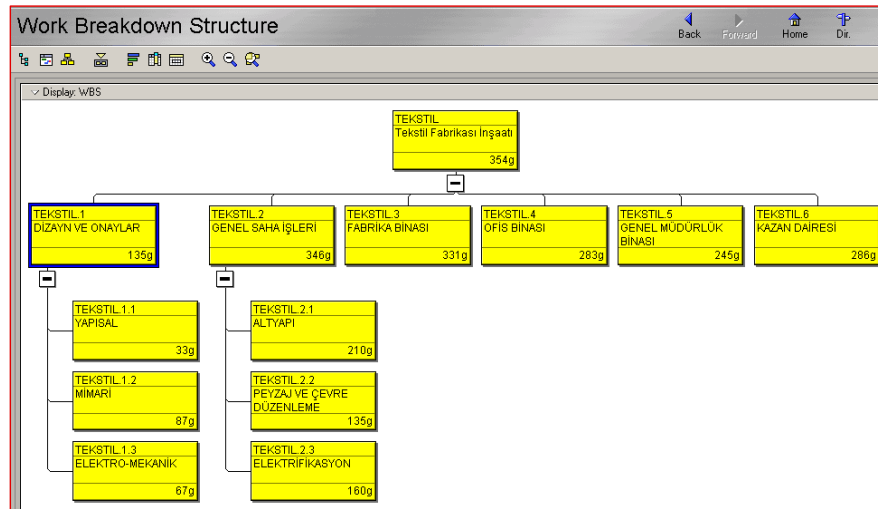 Work Breakdown Structure
Back Forward Home Dir.
Display: WBS
TEKSTIL
Tekstil Fabrikası İnşaatı
354g
TEKSTIL.1
DİZAYN VE ONAYLAR
135g
TEKSTIL.2
GENEL SAHA İŞLERİ
346g
TEKSTIL.3
FABRİKA BİNASI
331g
TEKSTIL.4
OFİS BİNASI
283g
TEKSTIL.5
GENEL MÜDÜRLÜK
BİNASI
245g
TEKSTIL.6
KAZAN DAİRESİ
286g
TEKSTIL.1.1
YAPISAL
33g
TEKSTIL.2.1
ALTYAPI
210g
TEKSTIL.1.2
MİMARİ
87g
TEKSTIL.2.2
PEYZAJ VE ÇEVRE
DÜZENLEME
135g
TEKSTIL.1.3
ELEKTRO-MEKANİK
67g
TEKSTIL.2.3
ELEKTRİFİKASYON
160g